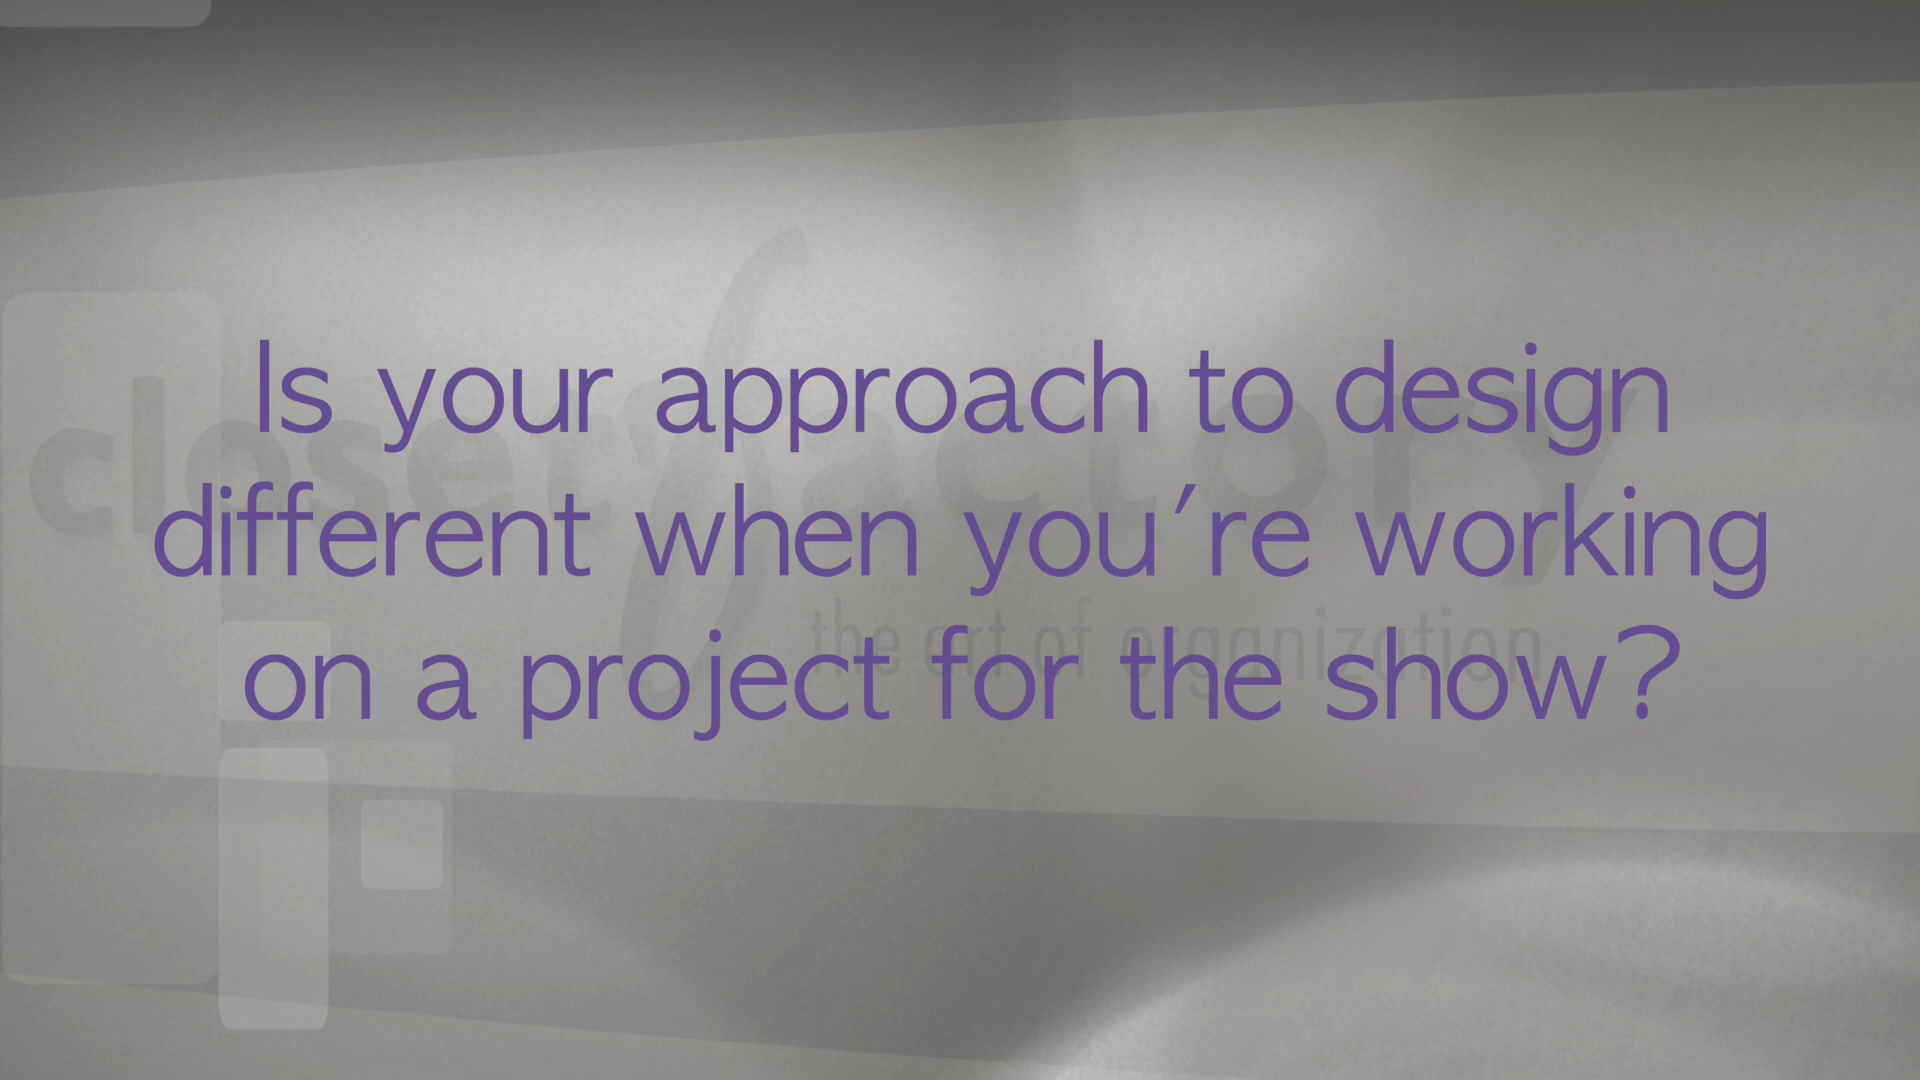 Is your approach to design
different when you're working
on a project for the show?
closet factory
the art of organization